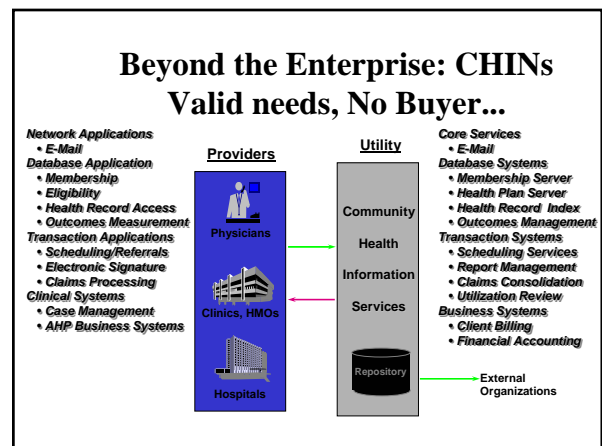 Beyond the Enterprise: CHINs
Valid needs, No Buyer...
Network Applications
• E-Mail
Database Application
• Membership
• Eligibility
• Health Record Access
• Outcomes Measurement
Transaction Applications
• Scheduling/Referrals
• Electronic Signature
• Claims Processing
Clinical Systems
• Case Management
• AHP Business Systems
Providers
Physicians
Clinics, HMOs
Hospitals
Utility
Community
Health
Information
Services
Repository
Core Services
• E-Mail
Database Systems
• Membership Server
• Health Plan Server
• Health Record Index
• Outcomes Management
Transaction Systems
• Scheduling Services
• Report Management
• Claims Consolidation
• Utilization Review
Business Systems
• Client Billing
• Financial Accounting
External
Organizations